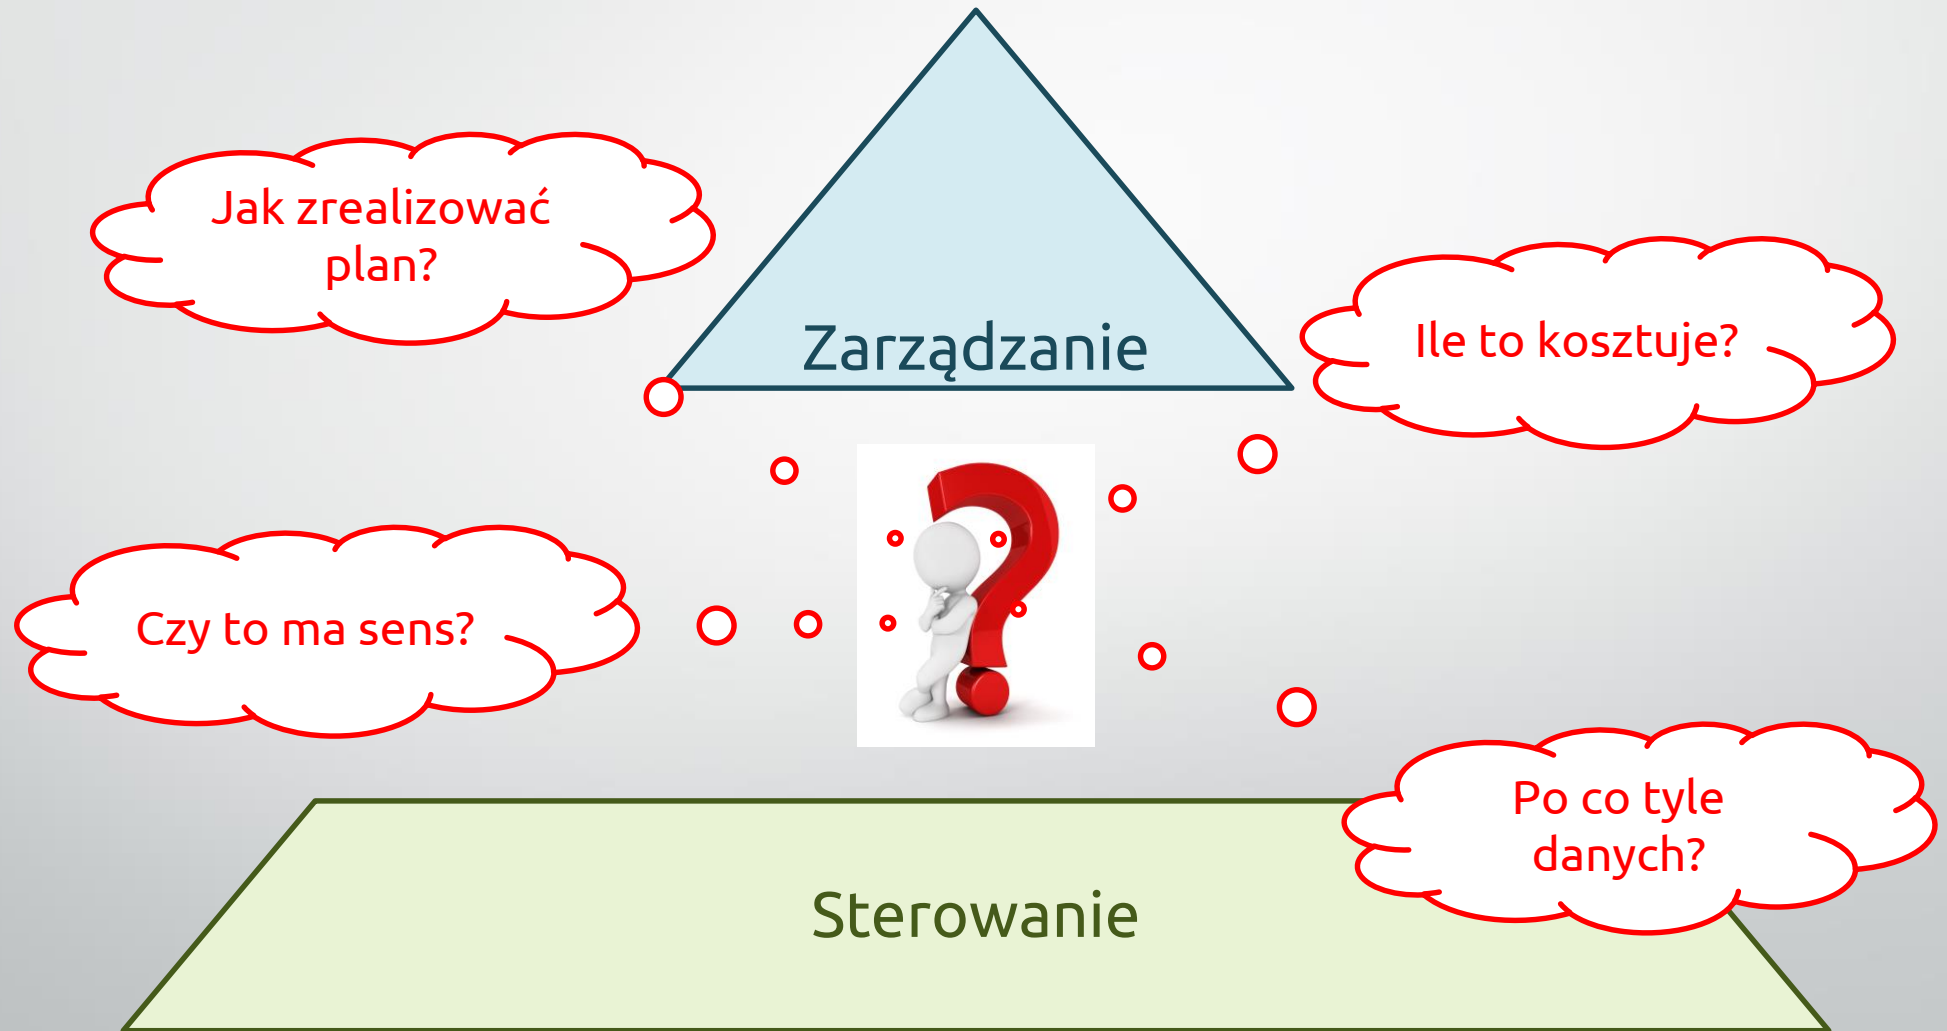 Jak zrealizować
plan?
Zarządzanie
Ile to kosztuje?
Czy to ma sens?
Po co tyle
danych?
Sterowanie